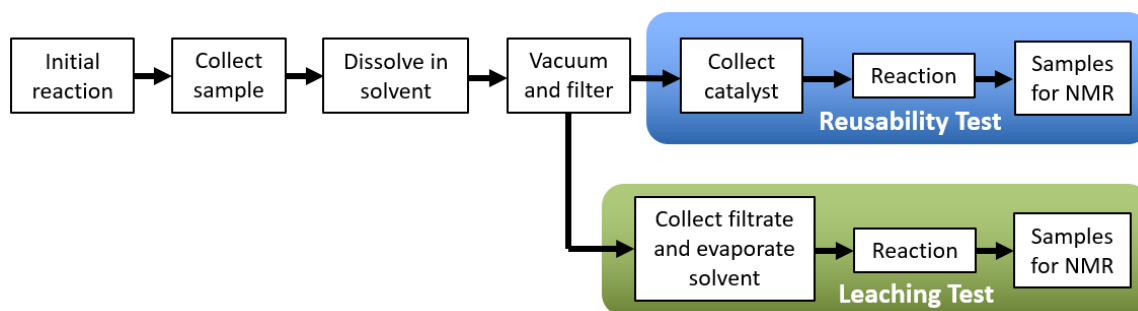 Initial
reaction
Collect
sample
Dissolve in
solvent
Vacuum
and filter
Collect
catalyst
Reaction
Samples
for NMR
Reusability Test
Collect filtrate
and evaporate
solvent
Reaction
Samples
for NMR
Leaching Test